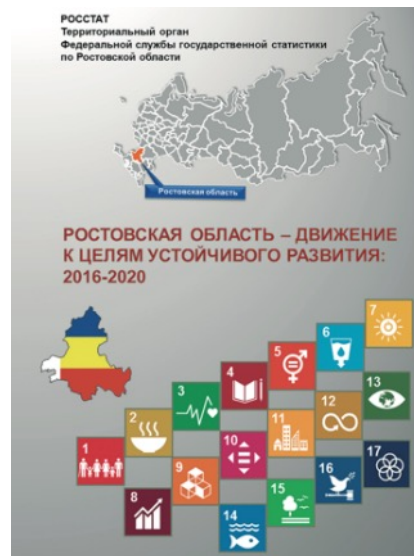 РОССТАТ
Территориальный орган
Федеральной службы государственной статистики
по Ростовской области
Ростовская область
РОСТОВСКАЯ ОБЛАСТЬ – ДВИЖЕНИЕ
К ЦЕЛЯМ УСТОЙЧИВОГО РАЗВИТИЯ:
2016-2020
7
6
5
4
13
3
12
2
11
1
10
17
9
16
8
15
14